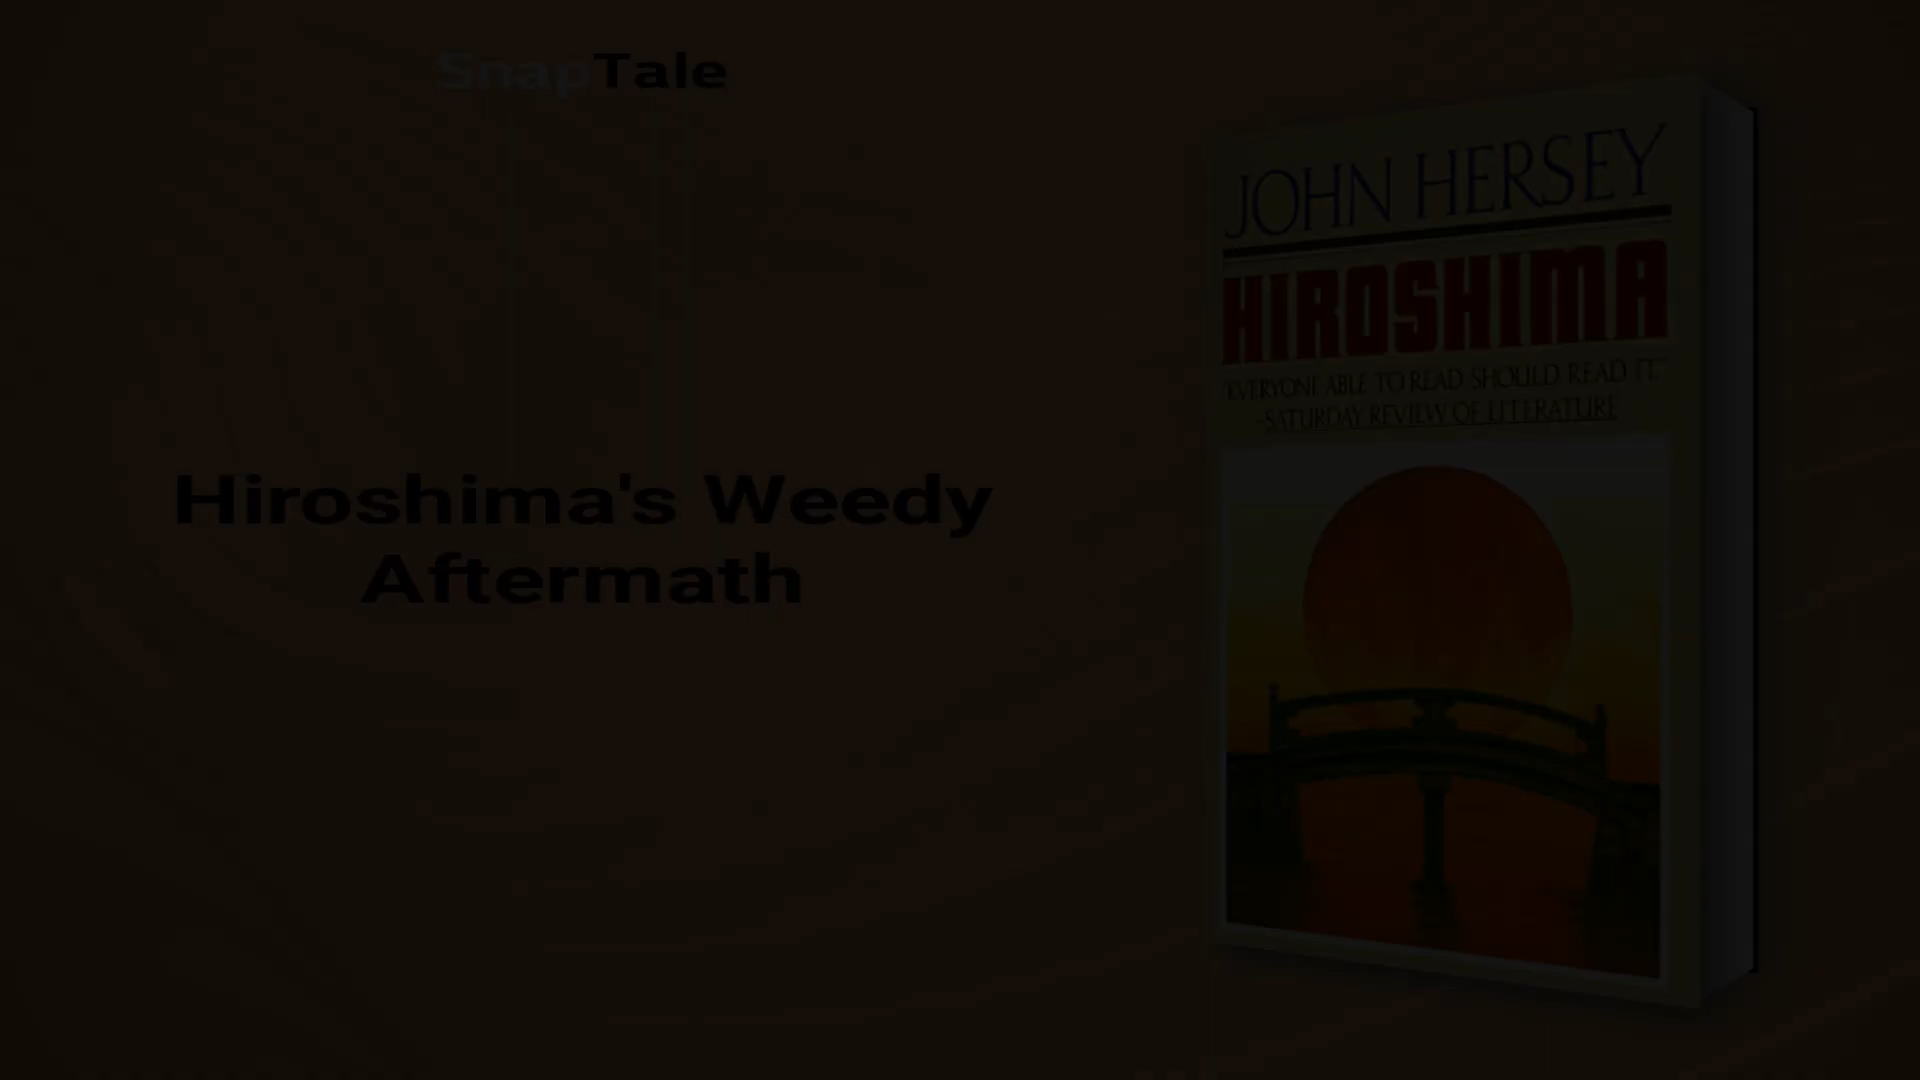 SnapTale
Hiroshima's Weedy
Aftermath
JOHN HERSEY
HIROSHIMA
"EVERYONE ABLE TO READ SHOULD READ IT."
–SATURDAY REVIEW OF LITERATURE